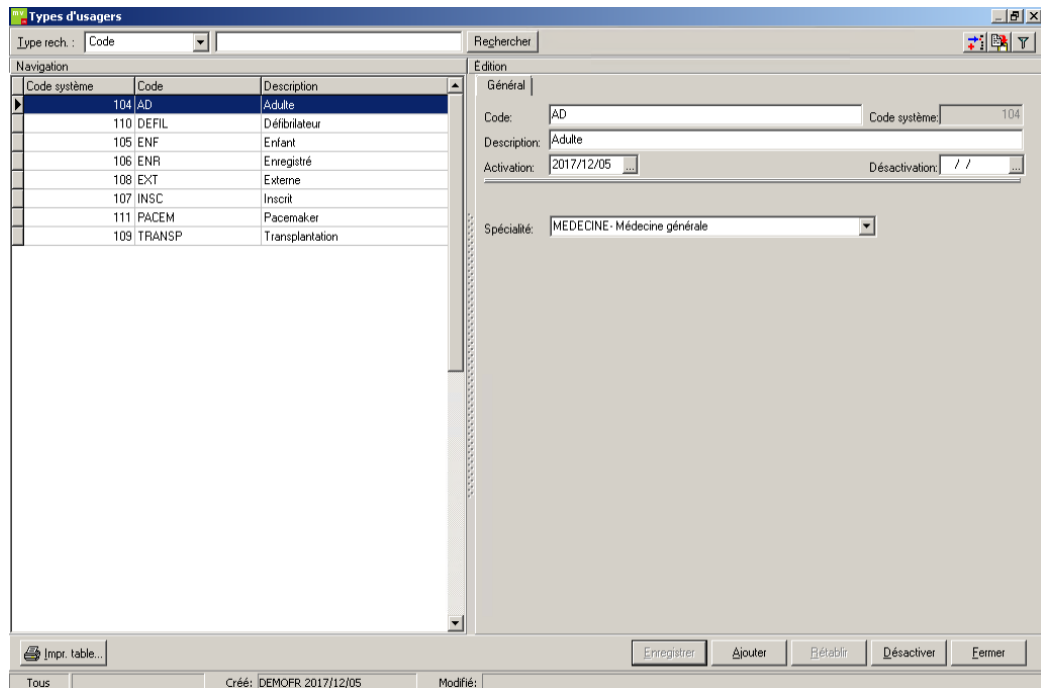 mv Types d'usagers
Type rech. : Code Rechercher
Navigation Édition
Code système Code Description Général
104 AD Adulte
110 DEFIL Défibrilateur
105 ENF Enfant
106 ENR Enregistré
108 EXT Externe
107 INSC Inscrit
111 PACEM Pacemaker
109 TRANSP Transplantation
Code: AD Code système: 104
Description: Adulte
Activation: 2017/12/05 ... Désactivation: / / ...
Spécialité: MEDECINE- Médecine générale
Impr. table... Enregistrer Ajouter Rétablir Désactiver Fermer
Tous Créé: DEMOFR 2017/12/05 Modifié: